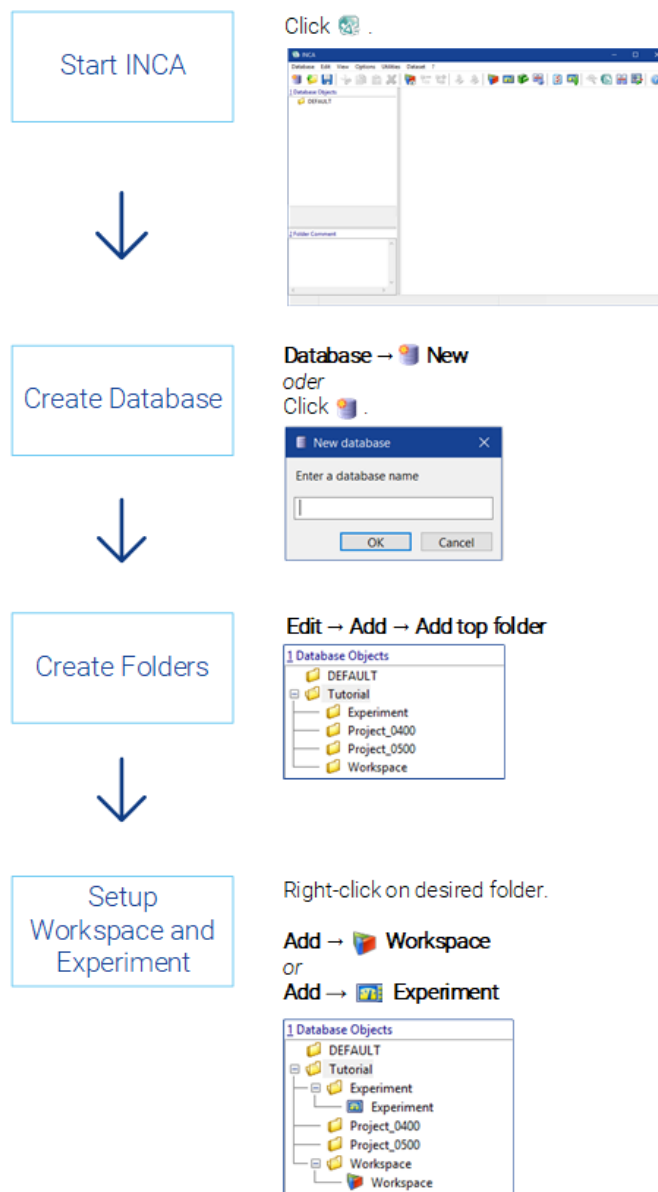 Start INCA
Click .
INCA
Database Edit View Options Utilities Dataset ?
1 Database Objects
DEFAULT
2 Folder Comment
Create Database
Database → New
oder
Click .
New database
Enter a database name
OK Cancel
Create Folders
Edit → Add → Add top folder
1 Database Objects
DEFAULT
Tutorial
Experiment
Project_0400
Project_0500
Workspace
Setup
Workspace and
Experiment
Right-click on desired folder.
Add → Workspace
or
Add → Experiment
1 Database Objects
DEFAULT
Tutorial
Experiment
Experiment
Project_0400
Project_0500
Workspace
Workspace